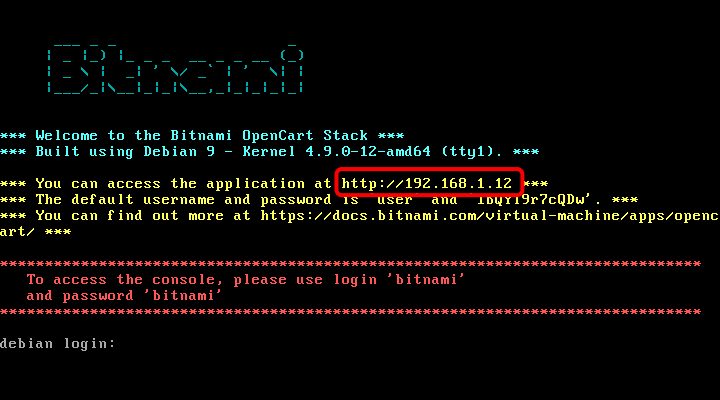 Bitnami
*** Welcome to the Bitnami OpenCart Stack ***
*** Built using Debian 9 - Kernel 4.9.0-12-amd64 (tty1). ***
*** You can access the application at http://192.168.1.12 ***
*** The default username and password is 'user' and '. ***
*** You can find out more at https://docs.bitnami.com/virtual-machine/apps/openc
art/ ***
*******************************************************************************
To access the console, please use login 'bitnami'
and password 'bitnami'
*******************************************************************************
debian login: